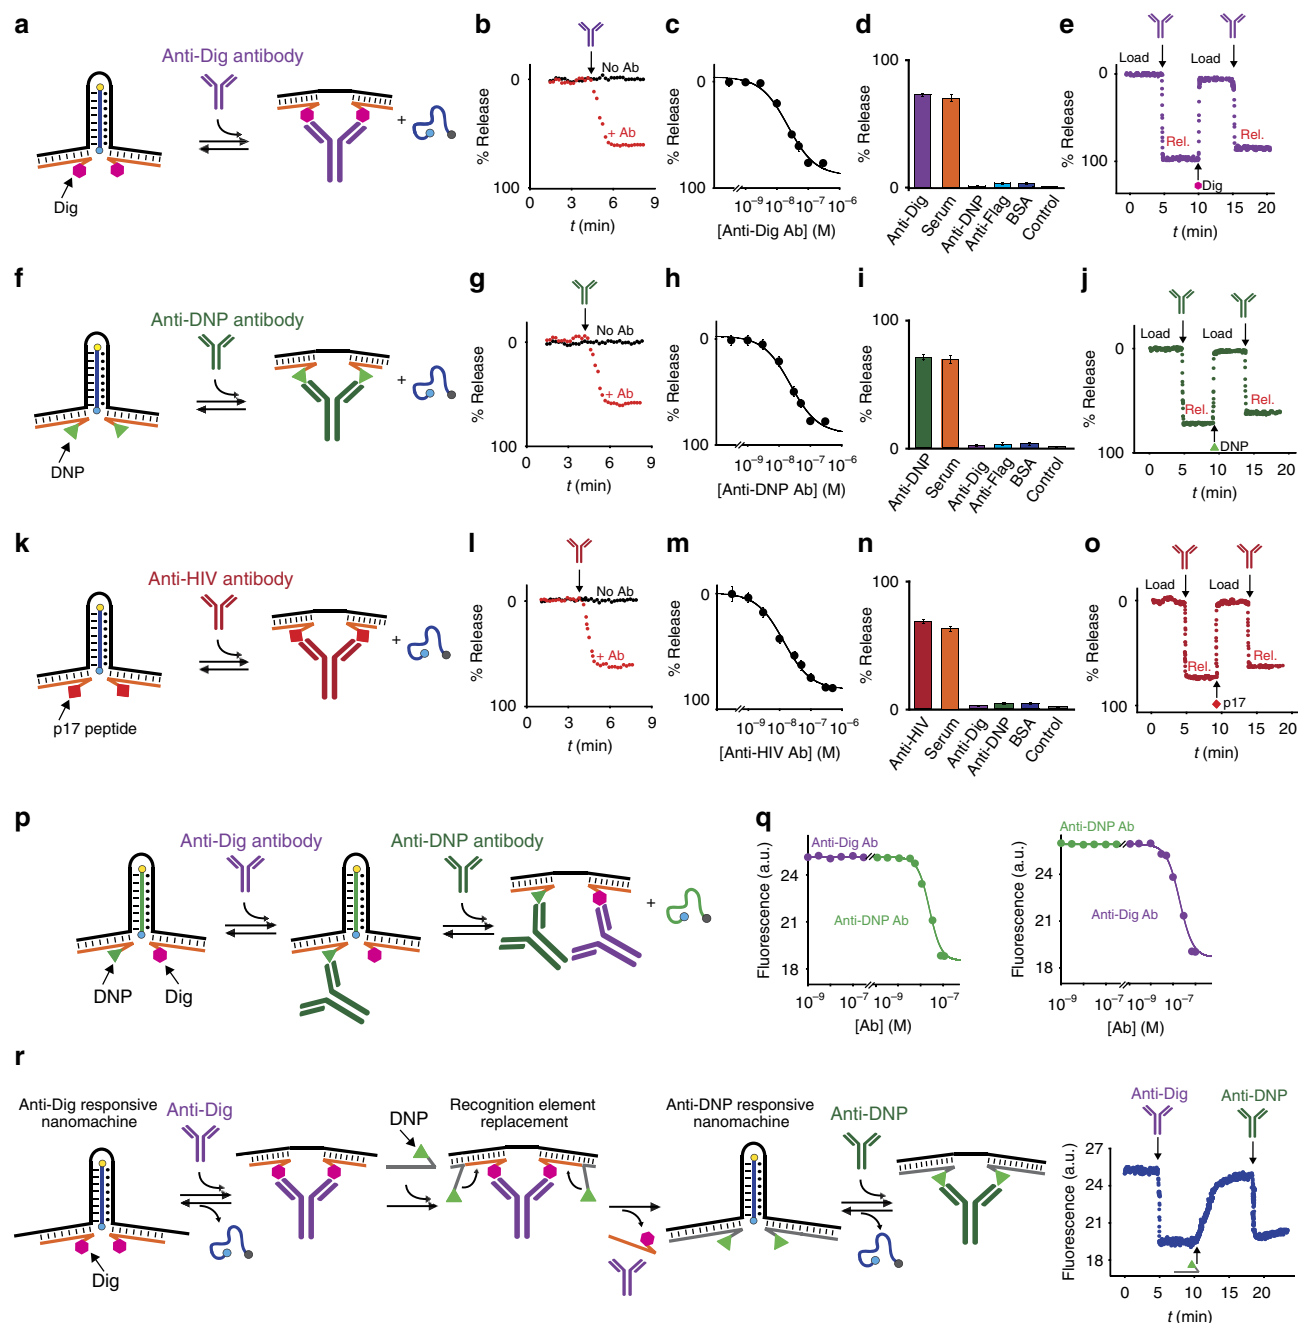 a
Anti-Dig antibody
Dig
+
b
% Release
0
100
No Ab
+ Ab
0 3 6 9
t (min)
c
% Release
0
100
10⁻⁹ 10⁻⁸ 10⁻⁷ 10⁻⁶
[Anti-Dig Ab] (M)
d
% Release
100
0
Anti-Dig
Serum
Anti-DNP
Anti-Flag
BSA
Control
e
% Release
0
100
Load
Load
Rel.
Rel.
Dig
0 5 10 15 20
t (min)
f
Anti-DNP antibody
DNP
+
g
% Release
0
100
No Ab
+ Ab
0 3 6 9
t (min)
h
% Release
0
100
10⁻⁹ 10⁻⁸ 10⁻⁷ 10⁻⁶
[Anti-DNP Ab] (M)
i
% Release
100
0
Anti-DNP
Serum
Anti-Dig
Anti-Flag
BSA
Control
j
% Release
0
100
Load
Load
Rel.
Rel.
DNP
0 5 10 15 20
t (min)
k
Anti-HIV antibody
p17 peptide
+
l
% Release
0
100
No Ab
+ Ab
0 3 6 9
t (min)
m
% Release
0
100
10⁻⁹ 10⁻⁸ 10⁻⁷ 10⁻⁶
[Anti-HIV Ab] (M)
n
% Release
100
0
Anti-HIV
Serum
Anti-Dig
Anti-DNP
BSA
Control
o
% Release
0
100
Load
Load
Rel.
Rel.
p17
0 5 10 15 20
t (min)
p
Anti-Dig antibody
Anti-DNP antibody
DNP
Dig
+
q
Fluorescence (a.u.)
24
21
18
Anti-Dig Ab
Anti-DNP Ab
10⁻⁹ 10⁻⁷ 10⁻⁹ 10⁻⁷
[Ab] (M)
Fluorescence (a.u.)
24
21
18
Anti-DNP Ab
Anti-Dig Ab
10⁻⁹ 10⁻⁷ 10⁻⁹ 10⁻⁷
[Ab] (M)
r
Anti-Dig responsive
nanomachine
Anti-Dig
Dig
DNP
Recognition element
replacement
Anti-DNP responsive
nanomachine
Anti-DNP
Anti-Dig
Anti-DNP
Fluorescence (a.u.)
27
24
21
18
0 5 10 15 20
t (min)